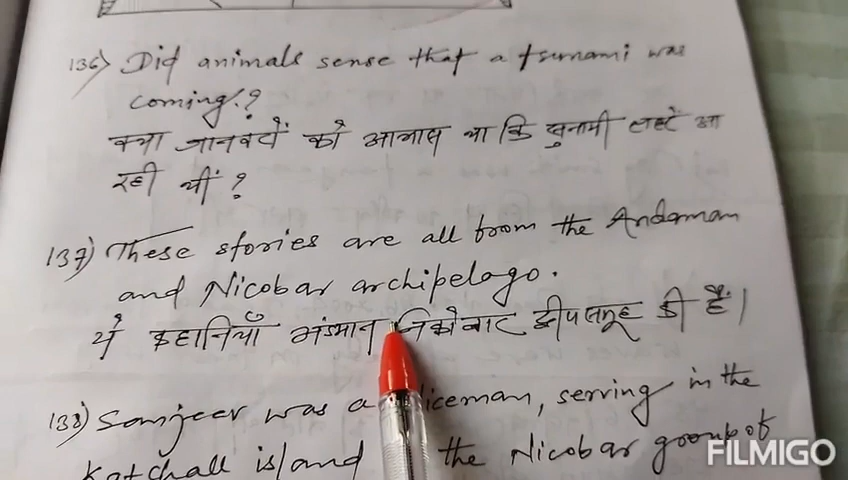 136) Did animals sense that a tsunami was
coming.?
क्या जानवरों को आभास था कि सुनामी लहरें आ
रही थीं ?
137) These stories are all from the Andaman
and Nicobar archipelago.
ये कहानियाँ अंडमान निकोबार द्वीप समूह की हैं।
138) Sanjeev was a policeman, serving in the
Katchall island the Nicobar group of
FILMIGO